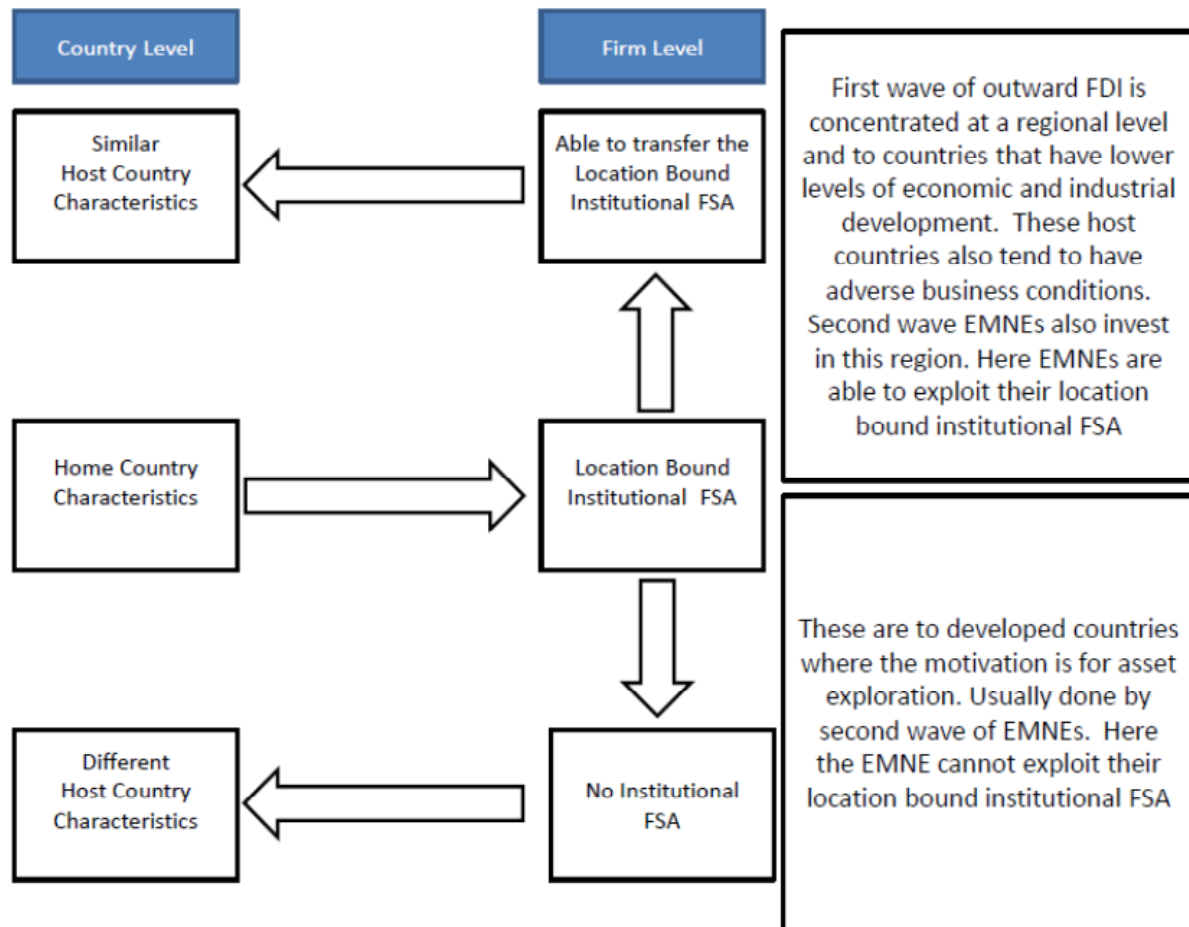 Country Level
Firm Level
Similar
Host Country
Characteristics
Able to transfer the
Location Bound
Institutional FSA
First wave of outward FDI is
concentrated at a regional level
and to countries that have lower
levels of economic and industrial
development.  These host
countries also tend to have
adverse business conditions.
Second wave EMNEs also invest
in this region. Here EMNEs are
able to exploit their location
bound institutional FSA
Home Country
Characteristics
Location Bound
Institutional  FSA
Different
Host Country
Characteristics
No Institutional
FSA
These are to developed countries
where the motivation is for asset
exploration. Usually done by
second wave of EMNEs.  Here
the EMNE cannot exploit their
location bound institutional FSA